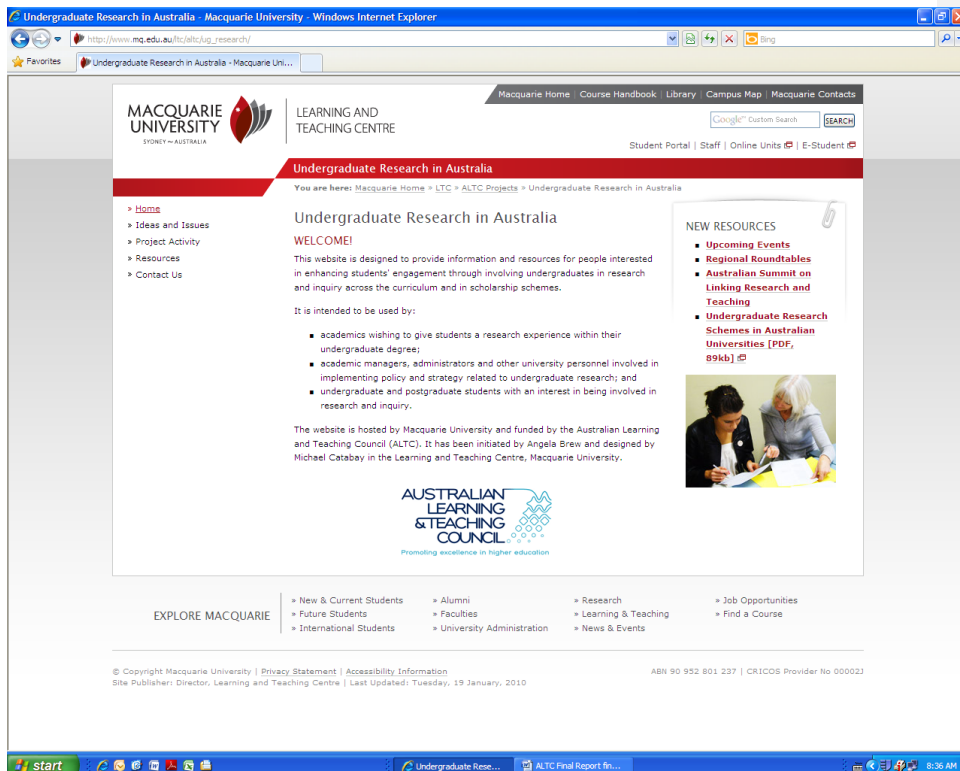 Undergraduate Research in Australia - Macquarie University - Windows Internet Explorer
http://www.mq.edu.au/ltc/altc/ug_research/
Bing
Favorites
Undergraduate Research in Australia - Macquarie Uni...
Macquarie Home | Course Handbook | Library | Campus Map | Macquarie Contacts
MACQUARIE
UNIVERSITY
SYDNEY ~ AUSTRALIA
LEARNING AND
TEACHING CENTRE
Google™ Custom Search
SEARCH
Student Portal | Staff | Online Units | E-Student
Undergraduate Research in Australia
You are here: Macquarie Home » LTC » ALTC Projects » Undergraduate Research in Australia
» Home
» Ideas and Issues
» Project Activity
» Resources
» Contact Us
Undergraduate Research in Australia
WELCOME!
This website is designed to provide information and resources for people interested
in enhancing students' engagement through involving undergraduates in research
and inquiry across the curriculum and in scholarship schemes.
It is intended to be used by:
▪ academics wishing to give students a research experience within their
undergraduate degree;
▪ academic managers, administrators and other university personnel involved in
implementing policy and strategy related to undergraduate research; and
▪ undergraduate and postgraduate students with an interest in being involved in
research and inquiry.
The website is hosted by Macquarie University and funded by the Australian Learning
and Teaching Council (ALTC). It has been initiated by Angela Brew and designed by
Michael Catabay in the Learning and Teaching Centre, Macquarie University.
AUSTRALIAN
LEARNING
&TEACHING
COUNCIL
Promoting excellence in higher education
NEW RESOURCES
▪ Upcoming Events
▪ Regional Roundtables
▪ Australian Summit on
Linking Research and
Teaching
▪ Undergraduate Research
Schemes in Australian
Universities [PDF,
89kb]
EXPLORE MACQUARIE
» New & Current Students
» Future Students
» International Students
» Alumni
» Faculties
» University Administration
» Research
» Learning & Teaching
» News & Events
» Job Opportunities
» Find a Course
© Copyright Macquarie University | Privacy Statement | Accessibility Information
ABN 90 952 801 237 | CRICOS Provider No 00002J
Site Publisher: Director, Learning and Teaching Centre | Last Updated: Tuesday, 19 January, 2010
start
Undergraduate Rese...
ALTC Final Report fin...
8:36 AM